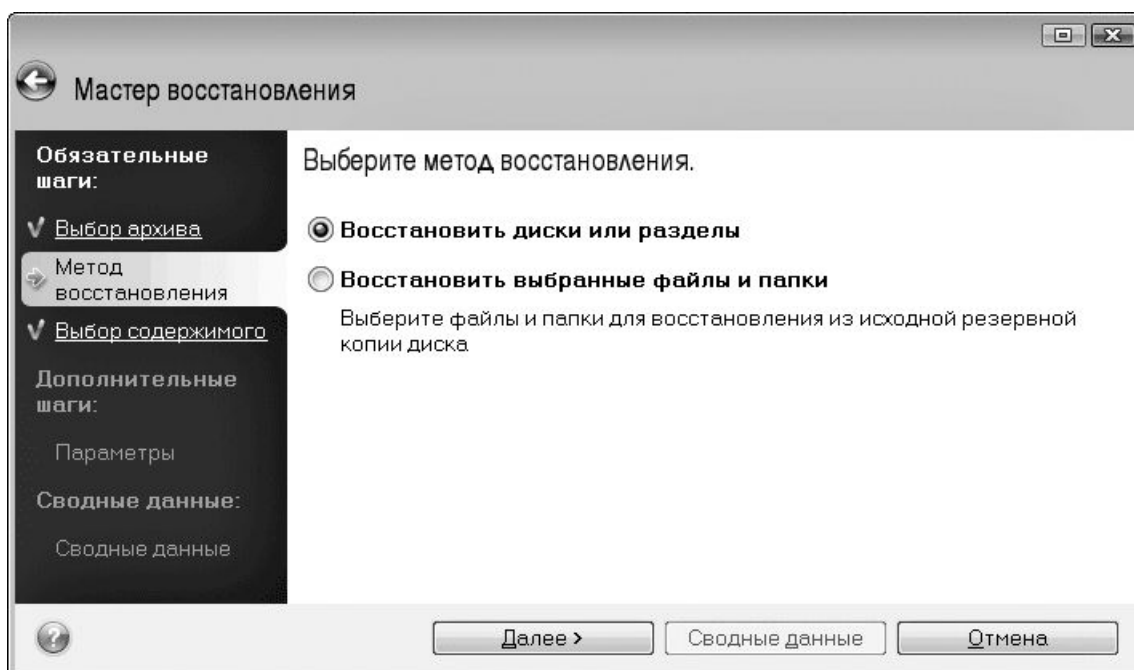 Мастер восстановления
Обязательные
шаги:
Выбор архива
Метод
восстановления
Выбор содержимого
Дополнительные
шаги:
Параметры
Сводные данные:
Сводные данные
Выберите метод восстановления.
Восстановить диски или разделы
Восстановить выбранные файлы и папки
Выберите файлы и папки для восстановления из исходной резервной
копии диска
?
Далее >
Сводные данные
Отмена